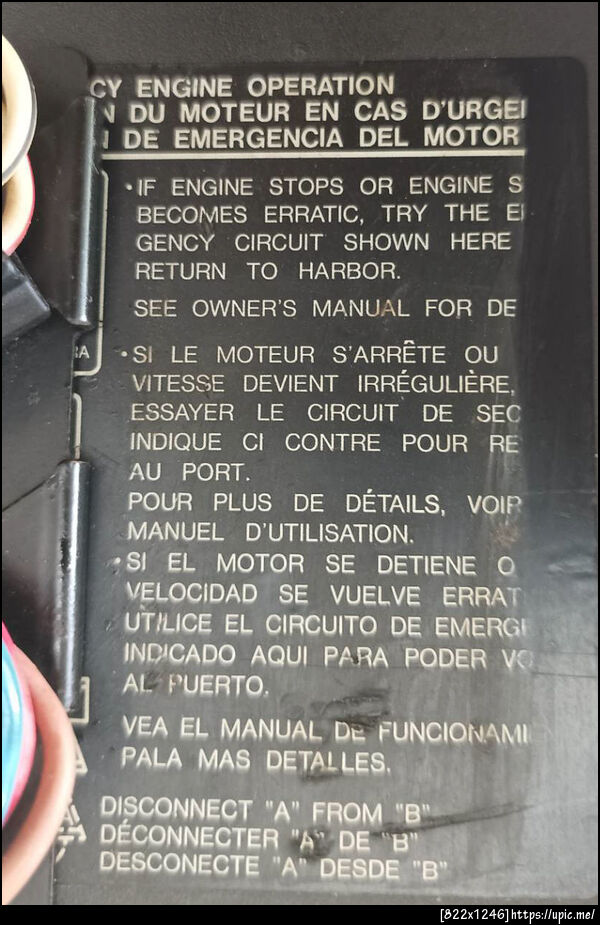 CY ENGINE OPERATION
N DU MOTEUR EN CAS D'URGE
N DE EMERGENCIA DEL MOTOR
•IF ENGINE STOPS OR ENGINE S
BECOMES ERRATIC, TRY THE E
GENCY CIRCUIT SHOWN HERE
RETURN TO HARBOR.
SEE OWNER'S MANUAL FOR DE
RA
•SI LE MOTEUR S'ARRÊTE OU
VITESSE DEVIENT IRRÉGULIÈRE,
ESSAYER LE CIRCUIT DE SEC
INDIQUE CI CONTRE POUR RE
AU PORT.
POUR PLUS DE DÉTAILS, VOIR
MANUEL D'UTILISATION.
•SI EL MOTOR SE DETIENE O
VELOCIDAD SE VUELVE ERRAT
UTILICE EL CIRCUITO DE EMERG
INDICADO AQUI PARA PODER VO
AL PUERTO.
VEA EL MANUAL DE FUNCIONAMI
PALA MAS DETALLES.
DISCONNECT "A" FROM "B"
DÉCONNECTER "A" DE "B"
DESCONECTE "A" DESDE "B"
[822x1246]https://upic.me/